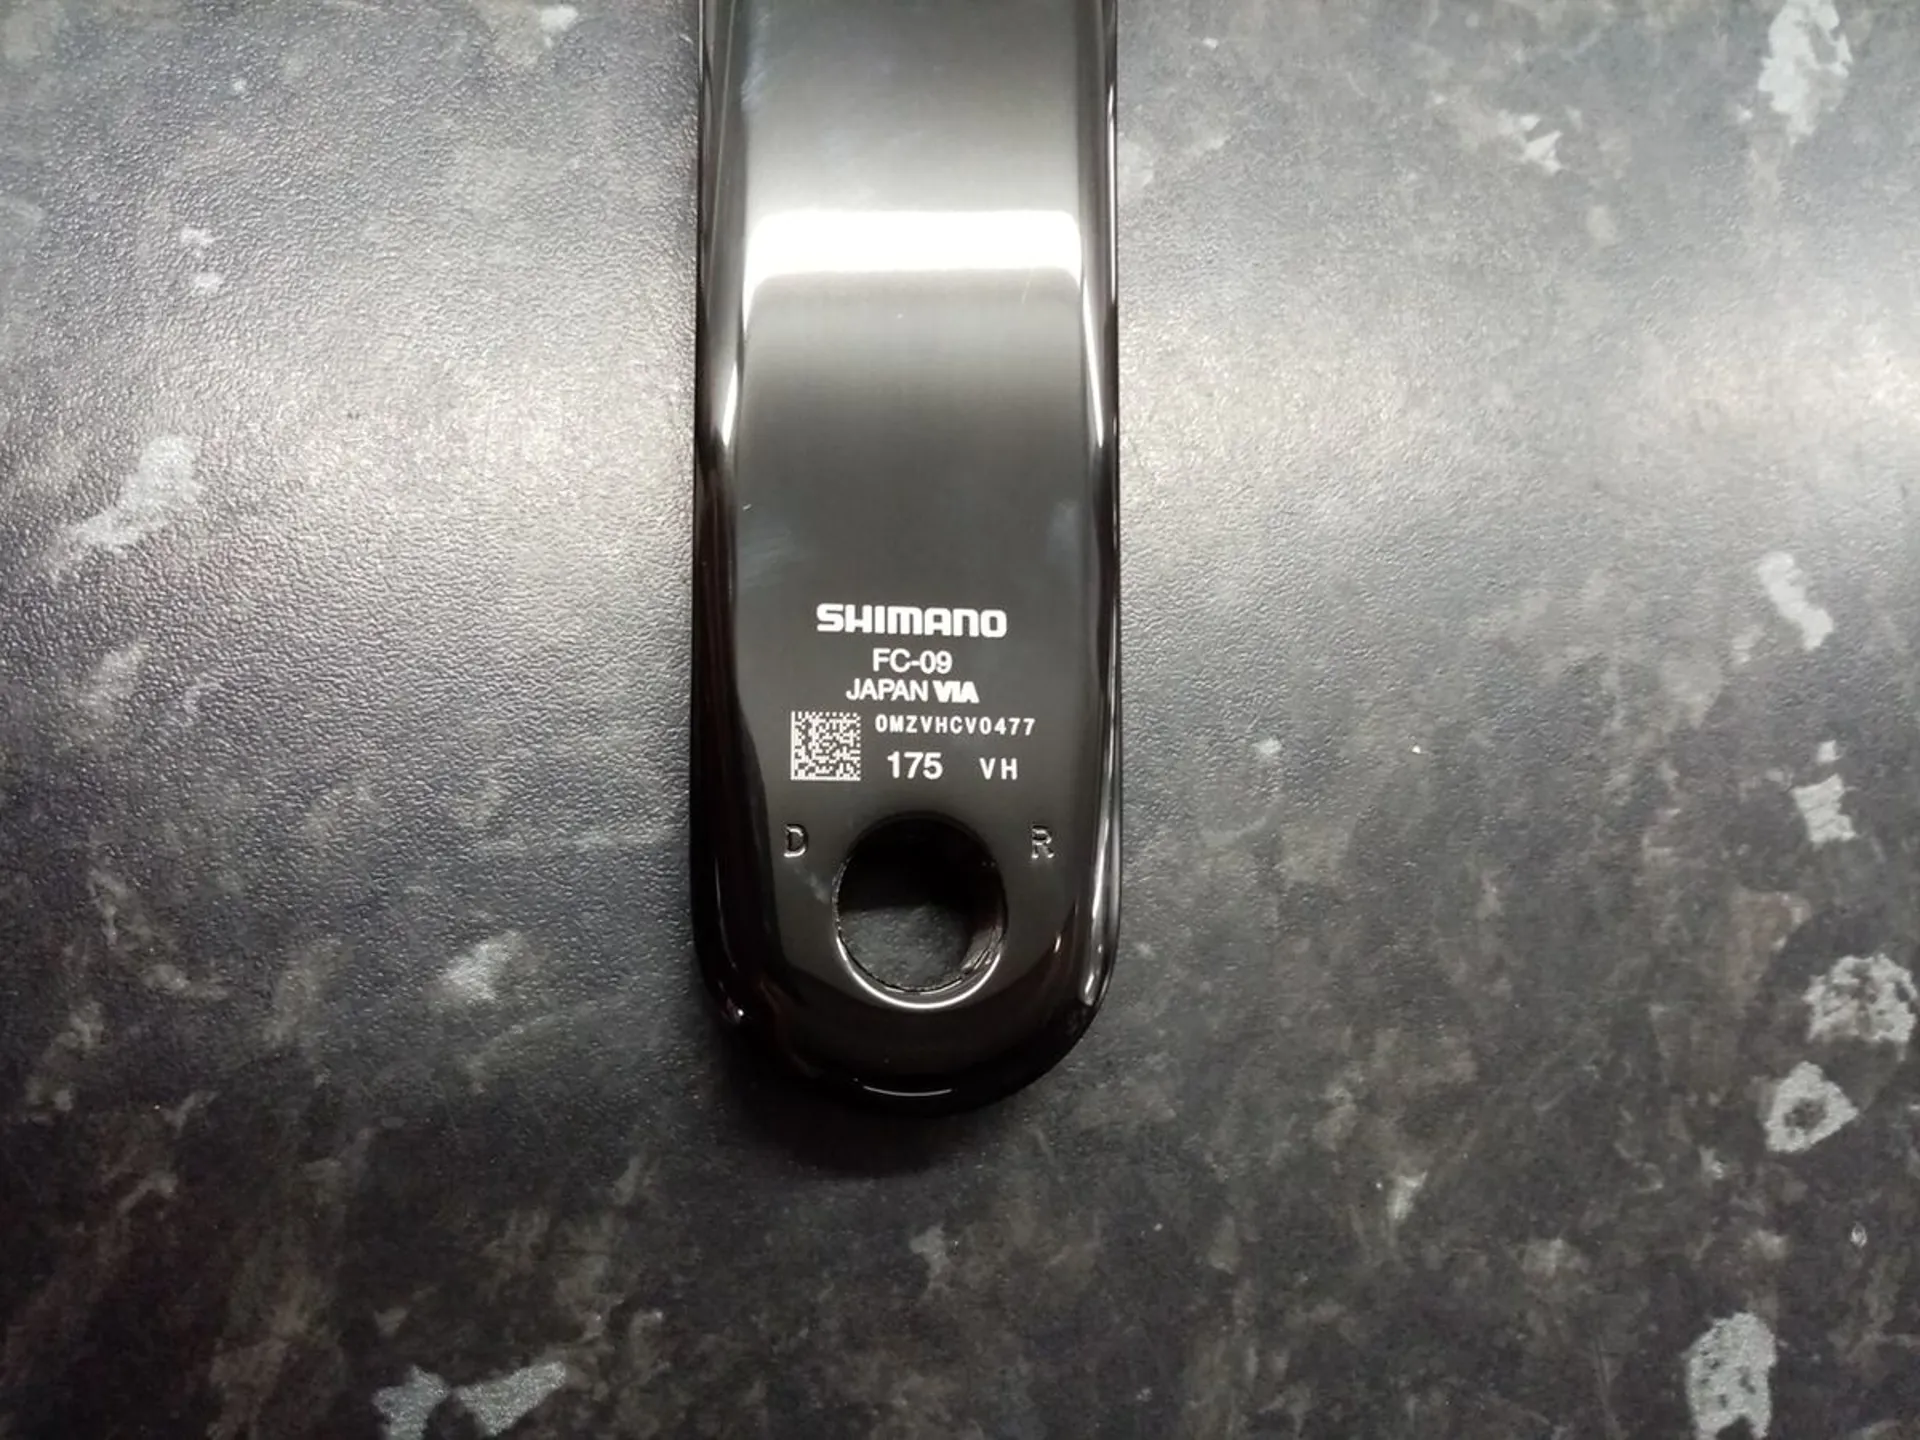 SHIMANO
FC-09
JAPAN VIA
0MZVHCV0477
175 VH
D R